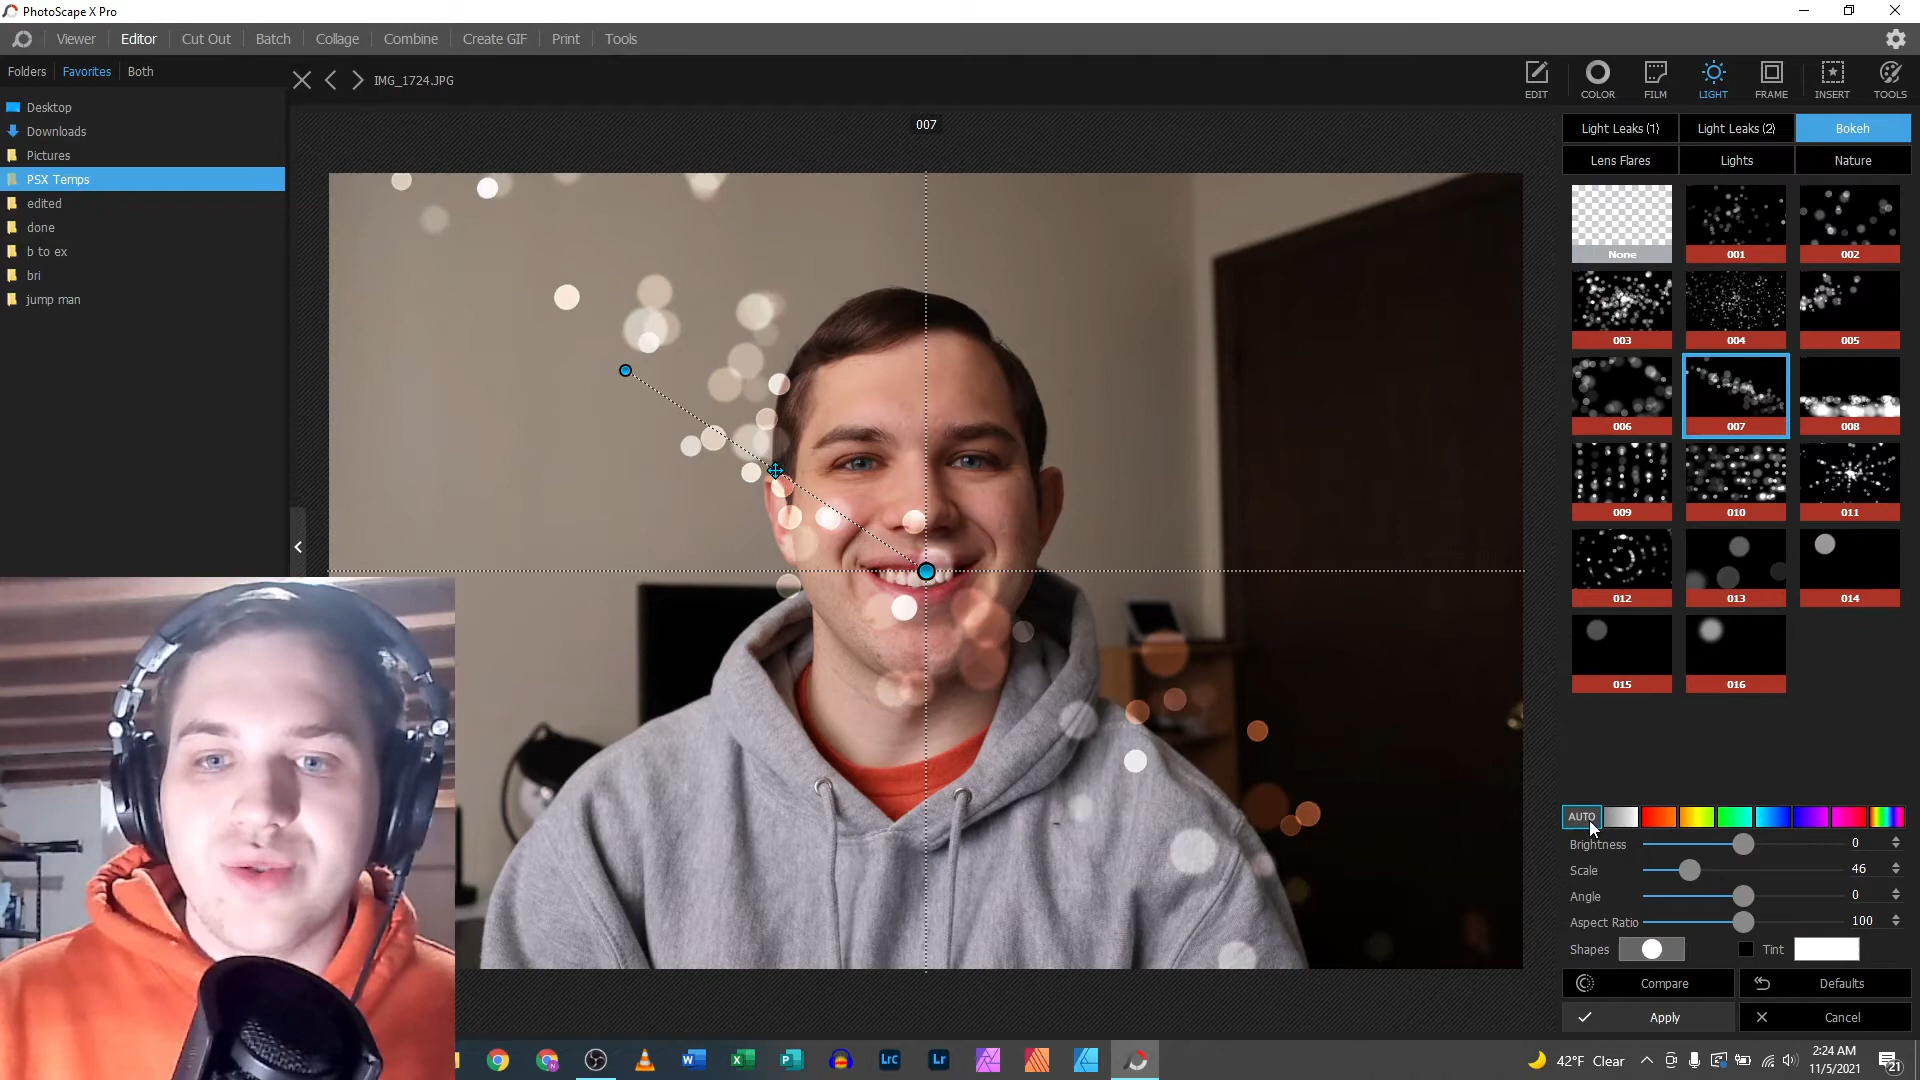 PhotoScape X Pro
Viewer Editor Cut Out Batch Collage Combine Create GIF Print Tools
Folders Favorites Both
IMG_1724.JPG
Desktop
Downloads
Pictures
PSX Temps
edited
done
b to ex
bri
jump man
007
EDIT COLOR FILM LIGHT FRAME INSERT TOOLS
Light Leaks (1) Light Leaks (2) Bokeh
Lens Flares Lights Nature
None 001 002
003 004 005
006 007 008
009 010 011
012 013 014
015 016
AUTO
Brightness 0
Scale 46
Angle 0
Aspect Ratio 100
Shapes Tint
Compare Defaults
Apply Cancel
LrC Lr
42°F Clear
2:24 AM
11/5/2021
21